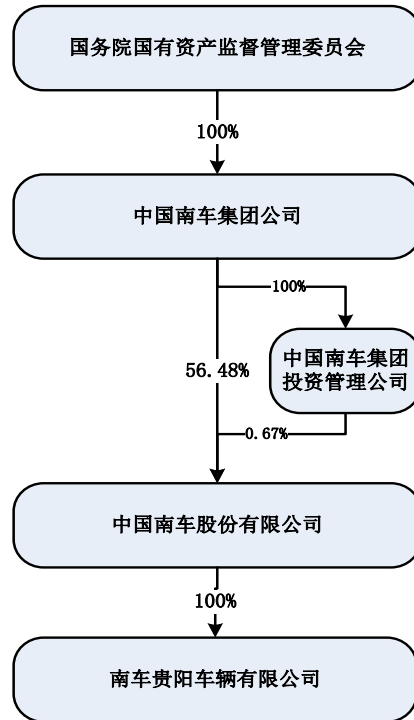 国务院国有资产监督管理委员会
100%
中国南车集团公司
100%
中国南车集团
投资管理公司
56.48%
0.67%
中国南车股份有限公司
100%
南车贵阳车辆有限公司